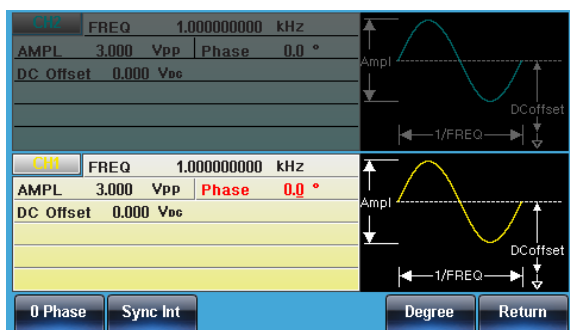 CH2 FREQ 1.000000000 kHz
AMPL 3.000 Vpp Phase 0.0 °
DC Offset 0.000 VDC
Ampl
DCoffset
1/FREQ
CH1 FREQ 1.000000000 kHz
AMPL 3.000 Vpp Phase 0.0 °
DC Offset 0.000 VDC
Ampl
DCoffset
1/FREQ
0 Phase Sync Int Degree Return